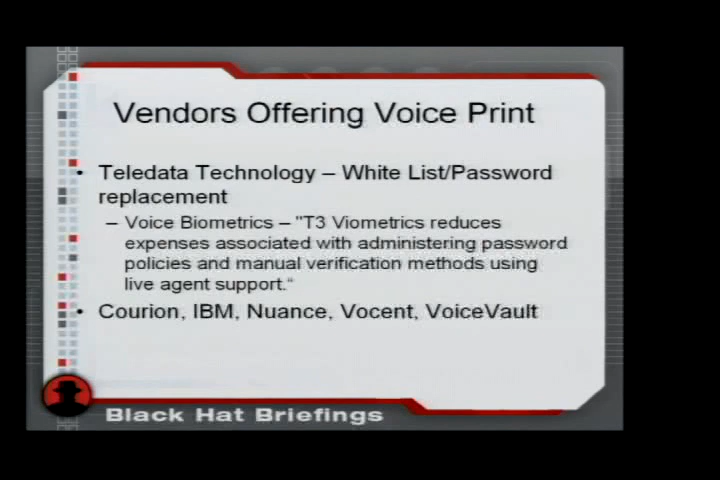 Vendors Offering Voice Print
• Teledata Technology – White List/Password
replacement
– Voice Biometrics – "T3 Viometrics reduces
expenses associated with administering password
policies and manual verification methods using
live agent support."
• Courion, IBM, Nuance, Vocent, VoiceVault
Black Hat Briefings